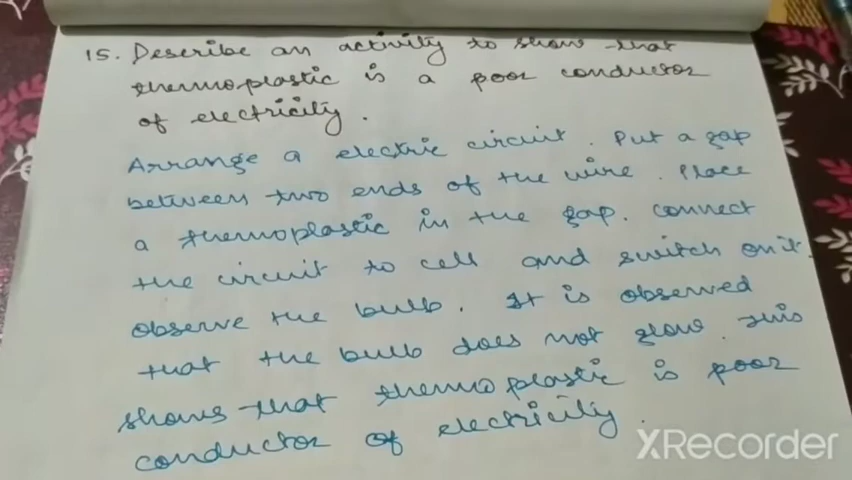 15. Describe an activity to show that
thermoplastic is a poor conductor
of electricity.
Arrange a electric circuit. Put a gap
between two ends of the wire. Place
a thermoplastic in the gap. connect
the circuit to cell and switch on it.
observe the bulb. It is observed
that the bulb does not glow. This
shows that thermoplastic is poor
conductor of electricity.
XRecorder